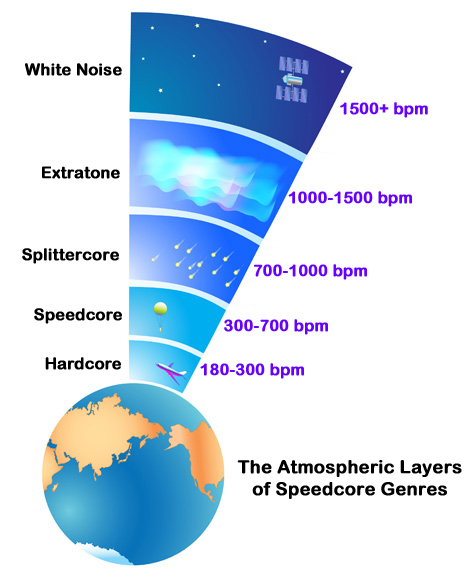 White Noise
1500+ bpm
Extratone
1000-1500 bpm
Splittercore
700-1000 bpm
Speedcore
300-700 bpm
Hardcore
180-300 bpm
The Atmospheric Layers
of Speedcore Genres